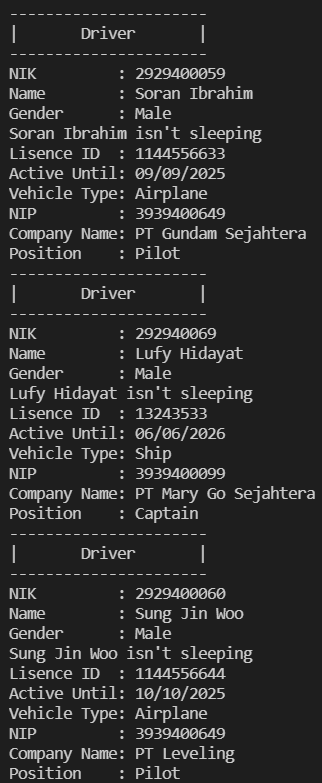 ----------------------
|       Driver       |
----------------------
NIK         : 2929400059
Name        : Soran Ibrahim
Gender      : Male
Soran Ibrahim isn't sleeping
Lisence ID  : 1144556633
Active Until: 09/09/2025
Vehicle Type: Airplane
NIP         : 3939400649
Company Name: PT Gundam Sejahtera
Position    : Pilot
----------------------
|       Driver       |
----------------------
NIK         : 292940069
Name        : Lufy Hidayat
Gender      : Male
Lufy Hidayat isn't sleeping
Lisence ID  : 13243533
Active Until: 06/06/2026
Vehicle Type: Ship
NIP         : 3939400099
Company Name: PT Mary Go Sejahtera
Position    : Captain
----------------------
|       Driver       |
----------------------
NIK         : 2929400060
Name        : Sung Jin Woo
Gender      : Male
Sung Jin Woo isn't sleeping
Lisence ID  : 1144556644
Active Until: 10/10/2025
Vehicle Type: Airplane
NIP         : 3939400649
Company Name: PT Leveling
Position    : Pilot